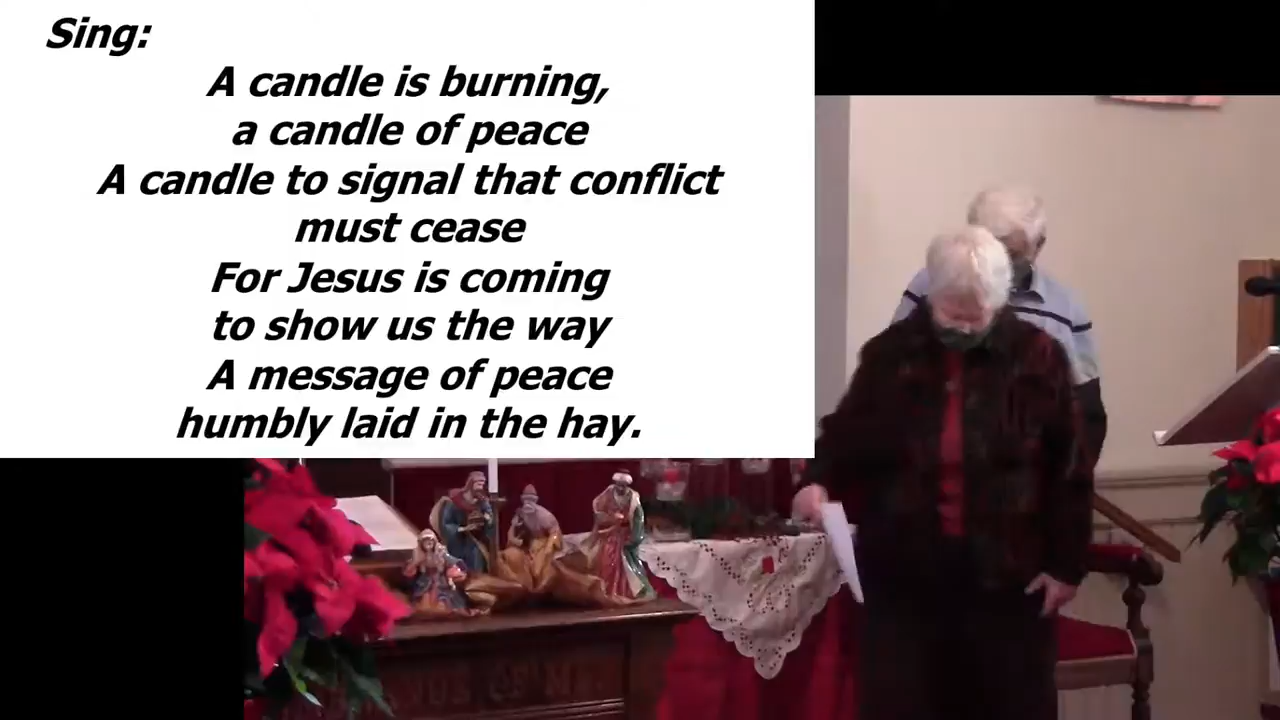 Sing:
A candle is burning,
a candle of peace
A candle to signal that conflict
must cease
For Jesus is coming
to show us the way
A message of peace
humbly laid in the hay.